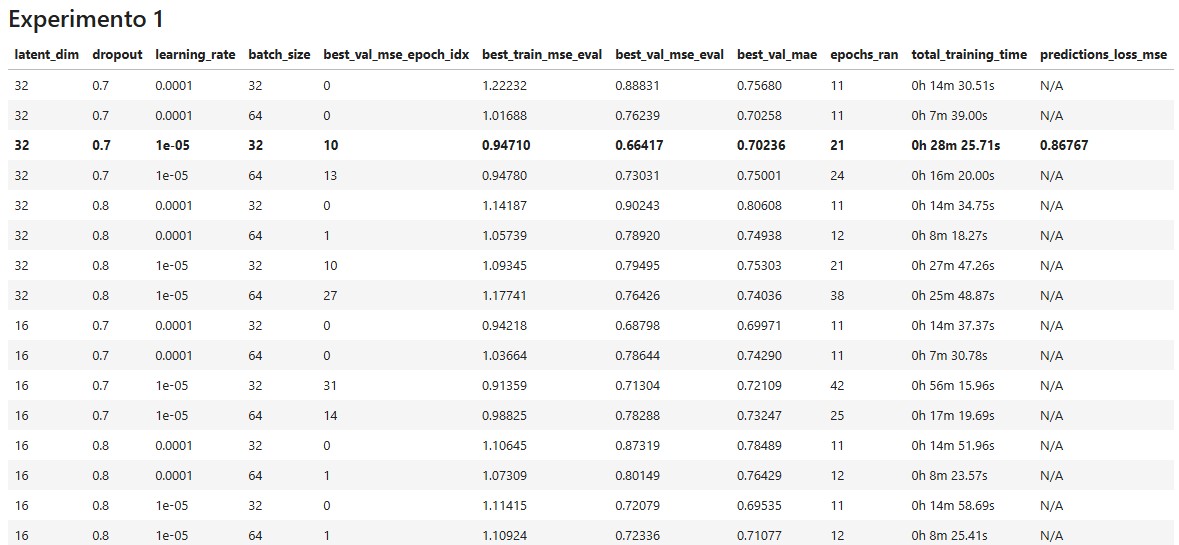 Experimento 1
latent_dim dropout learning_rate batch_size best_val_mse_epoch_idx best_train_mse_eval best_val_mse_eval best_val_mae epochs_ran total_training_time predictions_loss_mse
32 0.7 0.0001 32 0 1.22232 0.88831 0.75680 11 0h 14m 30.51s N/A
32 0.7 0.0001 64 0 1.01688 0.76239 0.70258 11 0h 7m 39.00s N/A
32 0.7 1e-05 32 10 0.94710 0.66417 0.70236 21 0h 28m 25.71s 0.86767
32 0.7 1e-05 64 13 0.94780 0.73031 0.75001 24 0h 16m 20.00s N/A
32 0.8 0.0001 32 0 1.14187 0.90243 0.80608 11 0h 14m 34.75s N/A
32 0.8 0.0001 64 1 1.05739 0.78920 0.74938 12 0h 8m 18.27s N/A
32 0.8 1e-05 32 10 1.09345 0.79495 0.75303 21 0h 27m 47.26s N/A
32 0.8 1e-05 64 27 1.17741 0.76426 0.74036 38 0h 25m 48.87s N/A
16 0.7 0.0001 32 0 0.94218 0.68798 0.69971 11 0h 14m 37.37s N/A
16 0.7 0.0001 64 0 1.03664 0.78644 0.74290 11 0h 7m 30.78s N/A
16 0.7 1e-05 32 31 0.91359 0.71304 0.72109 42 0h 56m 15.96s N/A
16 0.7 1e-05 64 14 0.98825 0.78288 0.73247 25 0h 17m 19.69s N/A
16 0.8 0.0001 32 0 1.10645 0.87319 0.78489 11 0h 14m 51.96s N/A
16 0.8 0.0001 64 1 1.07309 0.80149 0.76429 12 0h 8m 23.57s N/A
16 0.8 1e-05 32 0 1.11415 0.72079 0.69535 11 0h 14m 58.69s N/A
16 0.8 1e-05 64 1 1.10924 0.72336 0.71077 12 0h 8m 25.41s N/A